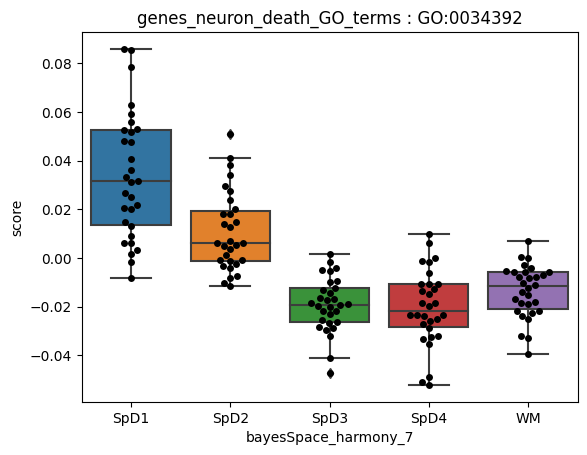 genes_neuron_death_GO_terms : GO:0034392
0.08
0.06
0.04
0.02
0.00
−0.02
−0.04
score
SpD1 SpD2 SpD3 SpD4 WM
bayesSpace_harmony_7